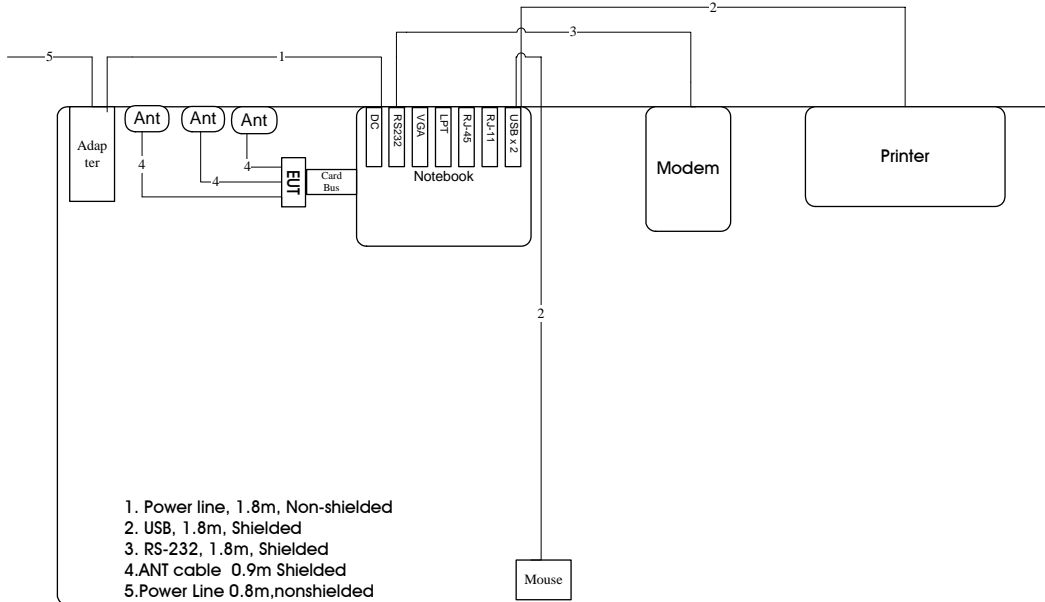 2
3
5
1
Ant
Ant
Ant
Adap
ter
DC
RS232
VGA
LPT
RJ-45
RJ-11
USB x 2
Modem
Printer
4
4
4
EUT
Card
Bus
Notebook
2
1. Power line, 1.8m, Non-shielded
2. USB, 1.8m, Shielded
3. RS-232, 1.8m, Shielded
4.ANT cable  0.9m Shielded
5.Power Line 0.8m,nonshielded
Mouse